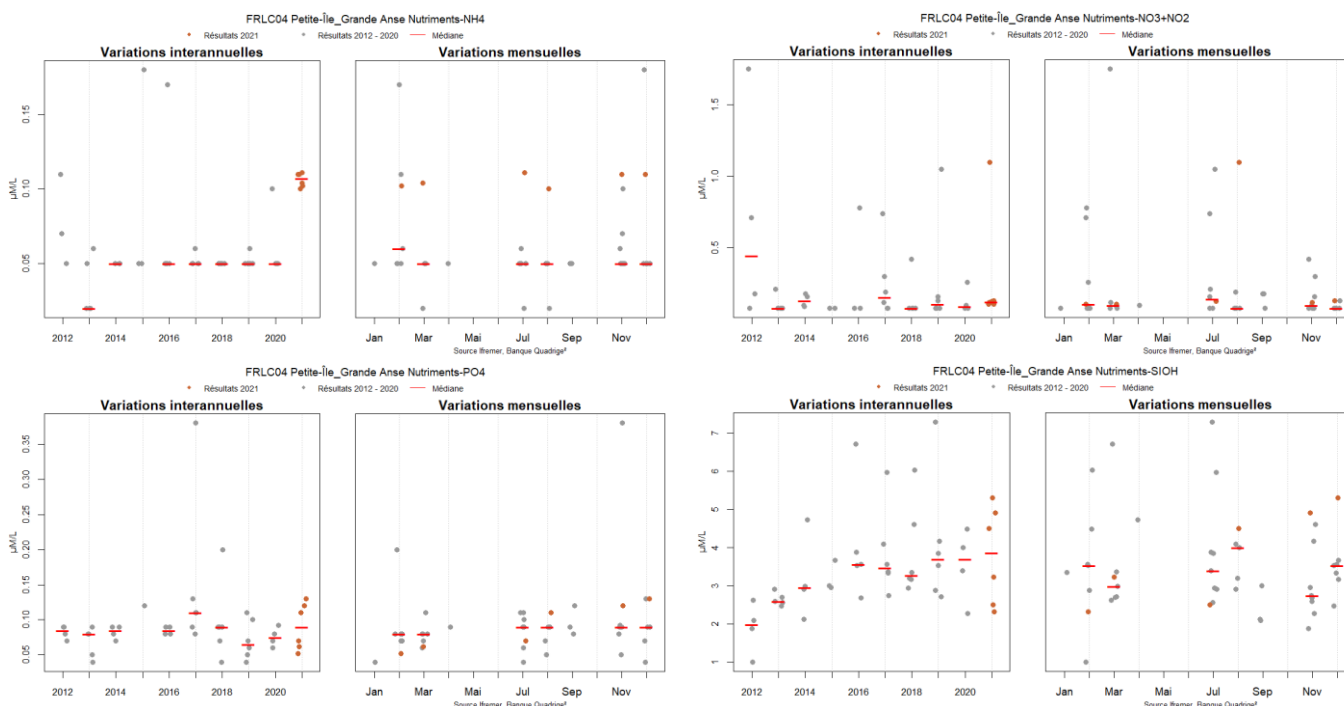 FRLC04 Petite-Île_Grande Anse Nutriments-NH4
Résultats 2021 Résultats 2012 - 2020 Médiane
Variations interannuelles Variations mensuelles
µM/L
0.15
0.10
0.05
2012 2014 2016 2018 2020
Jan Mar Mai Jul Sep Nov
Source Ifremer, Banque Quadrige²
FRLC04 Petite-Île_Grande Anse Nutriments-NO3+NO2
Résultats 2021 Résultats 2012 - 2020 Médiane
Variations interannuelles Variations mensuelles
µM/L
1.5
1.0
0.5
2012 2014 2016 2018 2020
Jan Mar Mai Jul Sep Nov
Source Ifremer, Banque Quadrige²
FRLC04 Petite-Île_Grande Anse Nutriments-PO4
Résultats 2021 Résultats 2012 - 2020 Médiane
Variations interannuelles Variations mensuelles
µM/L
0.35
0.30
0.25
0.20
0.15
0.10
0.05
2012 2014 2016 2018 2020
Jan Mar Mai Jul Sep Nov
Source Ifremer, Banque Quadrige²
FRLC04 Petite-Île_Grande Anse Nutriments-SIOH
Résultats 2021 Résultats 2012 - 2020 Médiane
Variations interannuelles Variations mensuelles
µM/L
7
6
5
4
3
2
1
2012 2014 2016 2018 2020
Jan Mar Mai Jul Sep Nov
Source Ifremer, Banque Quadrige²